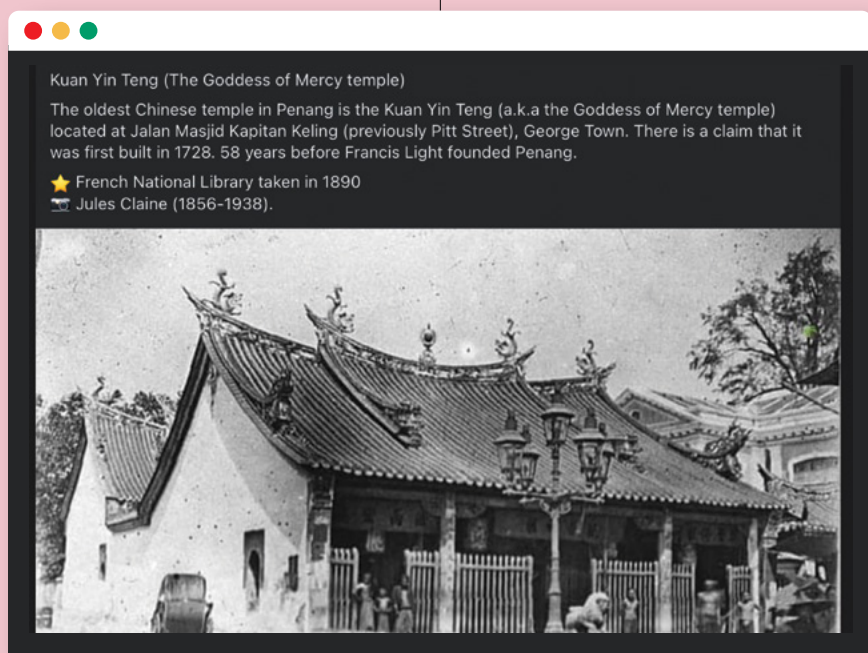 Kuan Yin Teng (The Goddess of Mercy temple)
The oldest Chinese temple in Penang is the Kuan Yin Teng (a.k.a the Goddess of Mercy temple)
located at Jalan Masjid Kapitan Keling (previously Pitt Street), George Town. There is a claim that it
was first built in 1728. 58 years before Francis Light founded Penang.
⭐ French National Library taken in 1890
📷 Jules Claine (1856-1938).